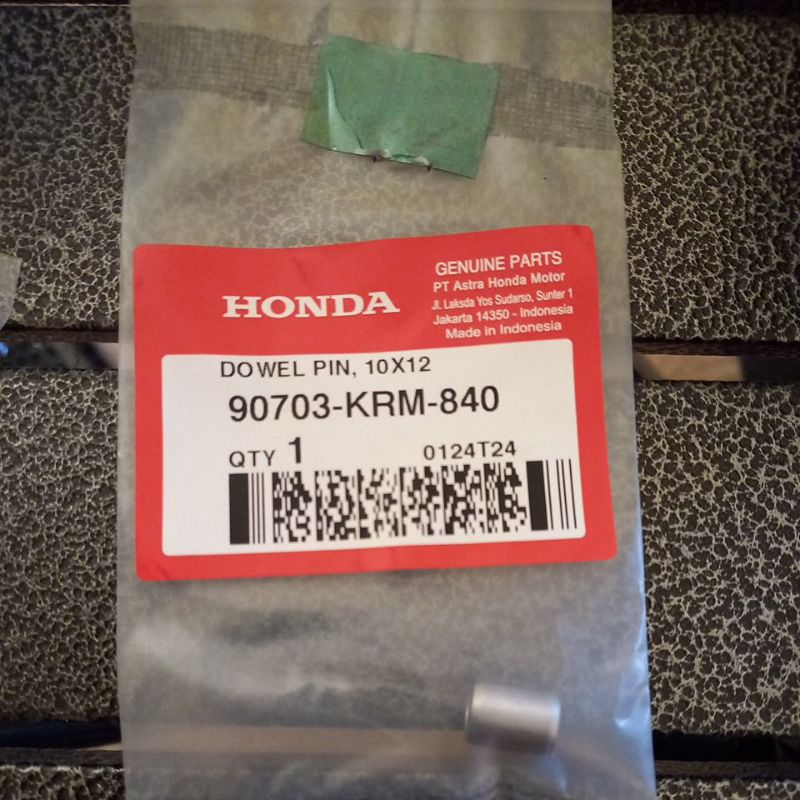 HONDA
GENUINE PARTS
PT Astra Honda Motor
Jl. Laksda Yos Sudarso, Sunter 1
Jakarta 14350 - Indonesia
Made in Indonesia
DOWEL PIN, 10X12
90703-KRM-840
QTY 1
0124T24